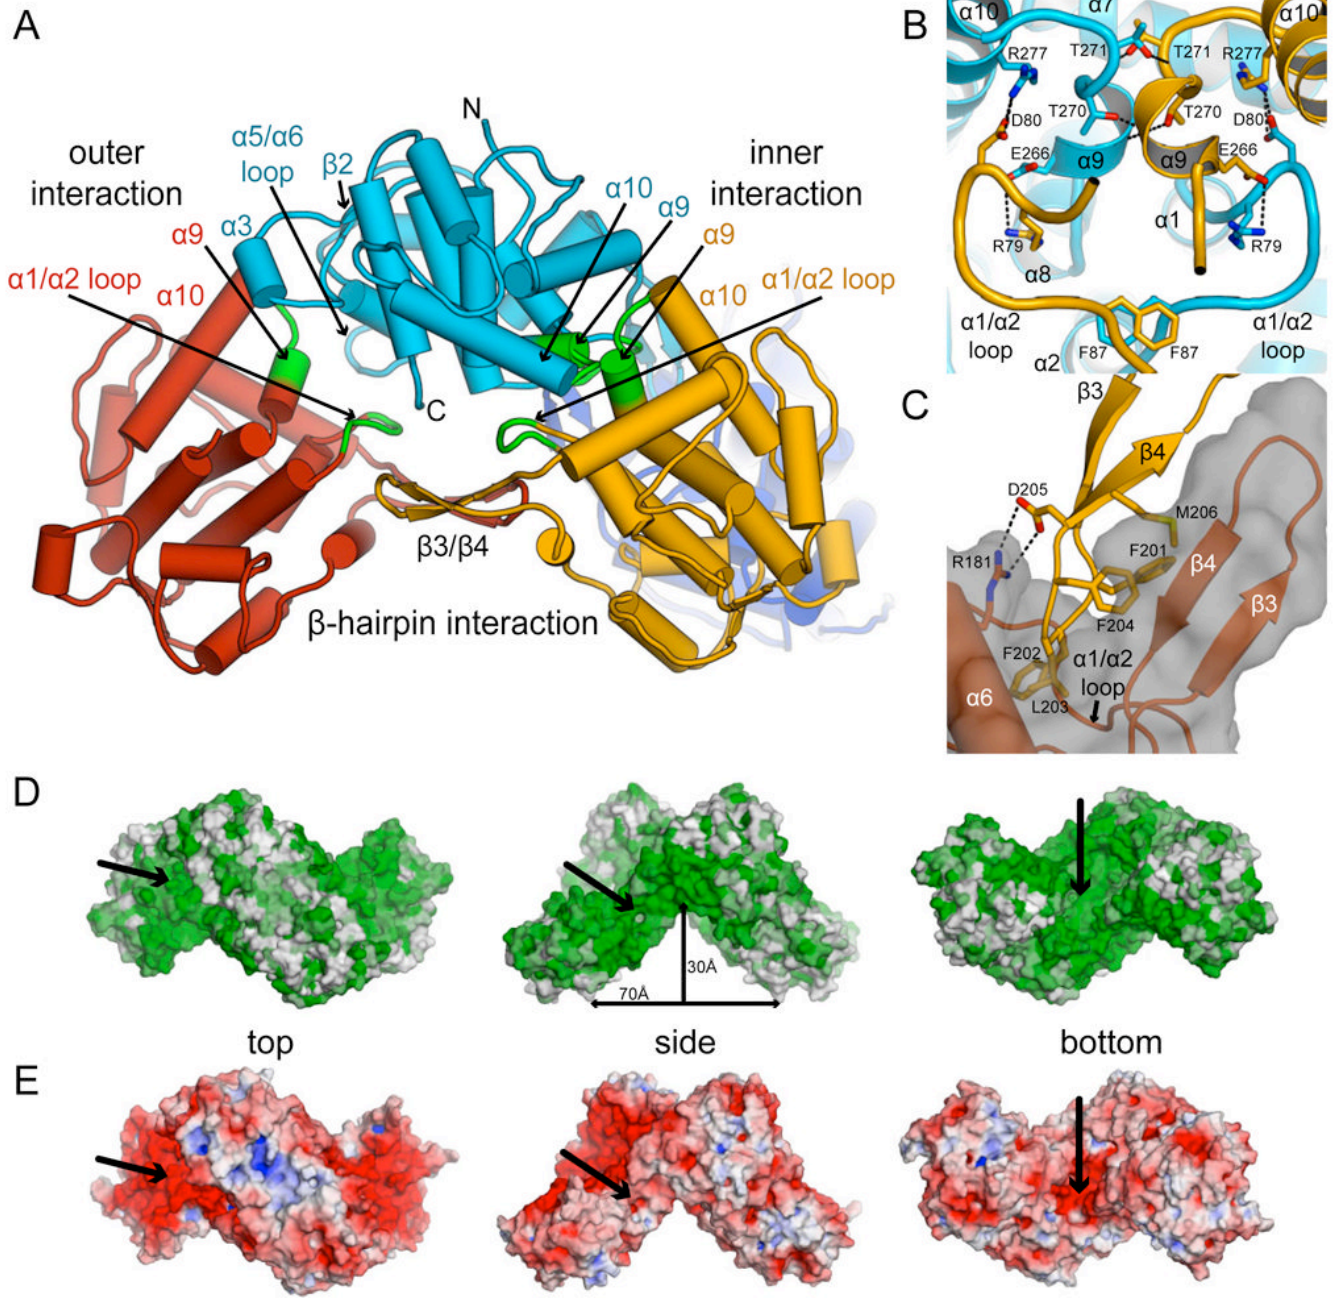 A
N
outer
interaction
α5/α6
loop
β2
inner
interaction
α10
α9
α9
α3
α9
α1/α2 loop
α10
α10
α1/α2 loop
C
β3/β4
β-hairpin interaction
B
α10
α7
α10
R277
T271
T271
R277
D80
T270
T270
D80
E266
α9
α9
E266
R79
α8
α1
R79
α1/α2
loop
α1/α2
loop
α2
F87
F87
C
β3
β4
D205
M206
R181
F201
β4
β3
F204
F202
α1/α2
loop
α6
L203
D
30Å
70Å
top
side
bottom
E